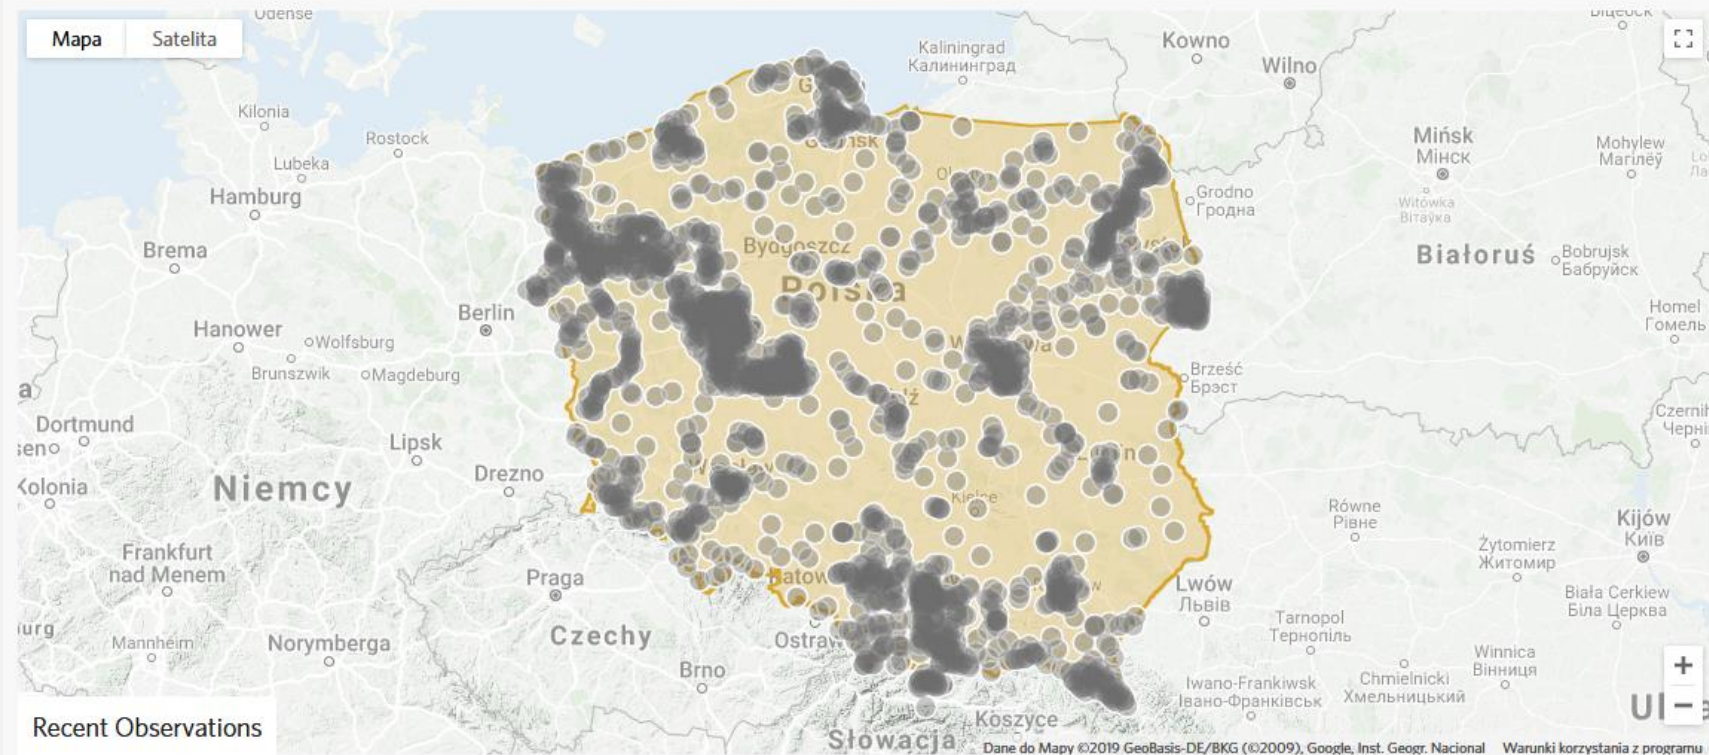 Mapa
Satelita
Udense
Kaliningrad
Калининград
Kowno
Wilno
Kilonia
Rostock
Lubeka
Hamburg
Mińsk
Мінск
Mohylew
Магілёў
Grodno
Гродна
Witówka
Вітаўка
Brema
Bydgoszcz
Białoruś
Bobrujsk
Бабруйск
Polska
Berlin
Homel
Гомель
Hanower
Wolfsburg
Brunszwik
Magdeburg
Brześć
Брэст
Dortmund
Lipsk
Drezno
Niemcy
Kolonia
Kielce
Równe
Рівне
Kijów
Київ
Frankfurt
nad Menem
Praga
Żytomierz
Житомир
Lwów
Львів
Biała Cerkiew
Біла Церква
Tarnopol
Тернопіль
Mannheim
Norymberga
Czechy
Ostraw
Brno
Winnica
Вінниця
Iwano-Frankiwsk
Івано-Франківськ
Chmielnicki
Хмельницький
Recent Observations
Koszyce
Słowacja
Dane do Mapy ©2019 GeoBasis-DE/BKG (©2009), Google, Inst. Geogr. Nacional
Warunki korzystania z programu